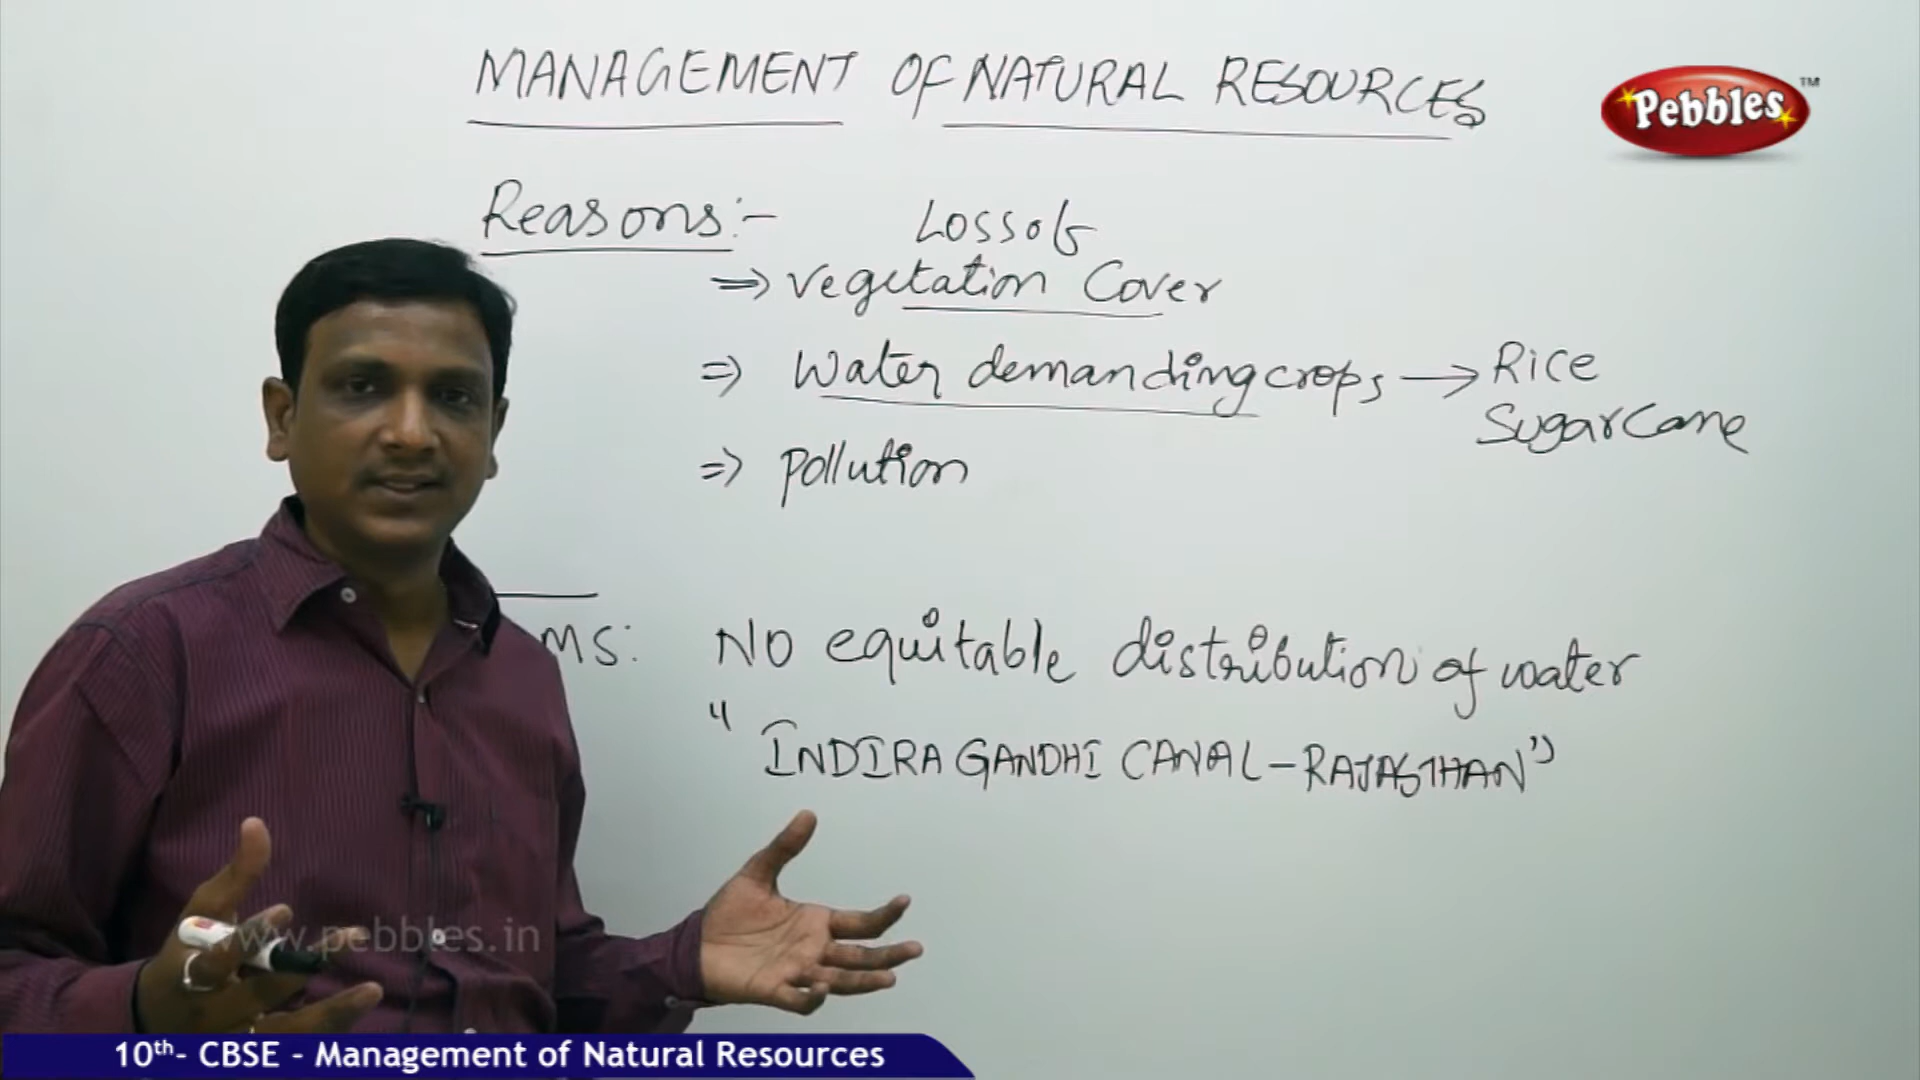 MANAGEMENT OF NATURAL RESOURCES
Pebbles™
Reasons:-
Loss of
⇒ vegetation Cover
⇒ Water demanding crops → Rice
Sugarcane
⇒ pollution
MS: NO equitable distribution of water
"INDIRA GANDHI CANAL - RAJASTHAN"
www.pebbles.in
10th- CBSE - Management of Natural Resources